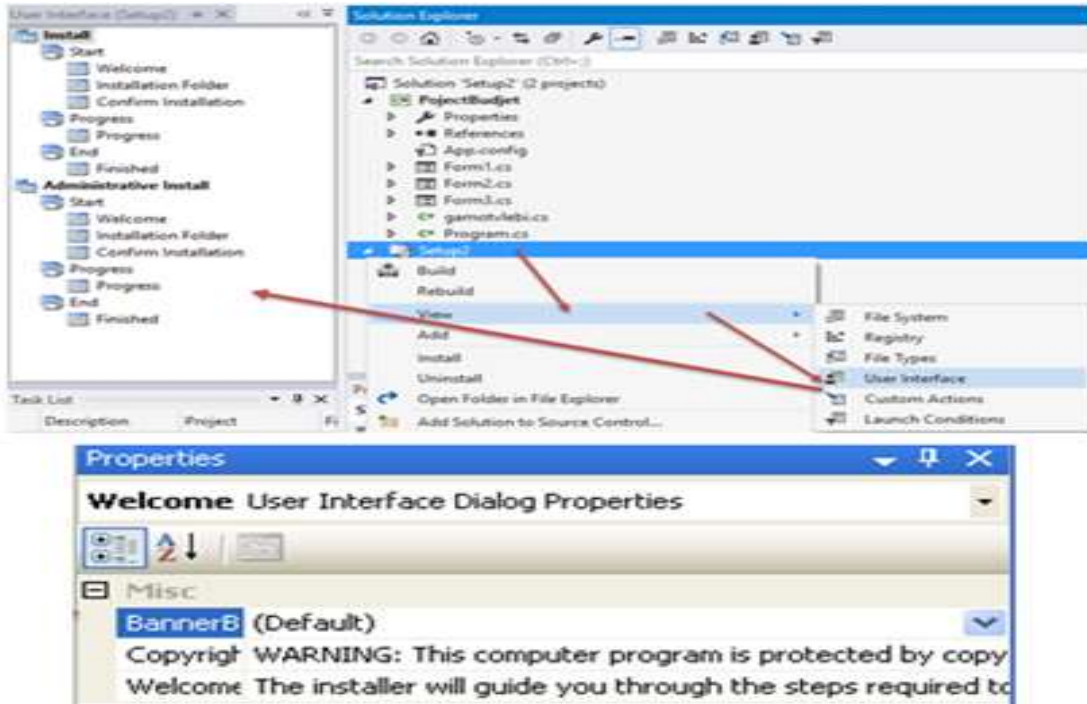 User Interface (Setup2)
Install
Start
Welcome
Installation Folder
Confirm Installation
Progress
Progress
End
Finished
Administrative Install
Start
Welcome
Installation Folder
Confirm Installation
Progress
Progress
End
Finished
Task List
Description Project Fi
Solution Explorer
Search Solution Explorer (Ctrl+;)
Solution 'Setup2' (2 projects)
PojectBudjet
Properties
References
App.config
Form1.cs
Form2.cs
Form3.cs
gamotvlebi.cs
Program.cs
Setup2
Build
Rebuild
View
Add
Install
Uninstall
Open Folder in File Explorer
Add Solution to Source Control...
File System
Registry
File Types
User Interface
Custom Actions
Launch Conditions
Properties
Welcome User Interface Dialog Properties
Misc
BannerB (Default)
Copyrigh WARNING: This computer program is protected by copy
Welcome The installer will guide you through the steps required to